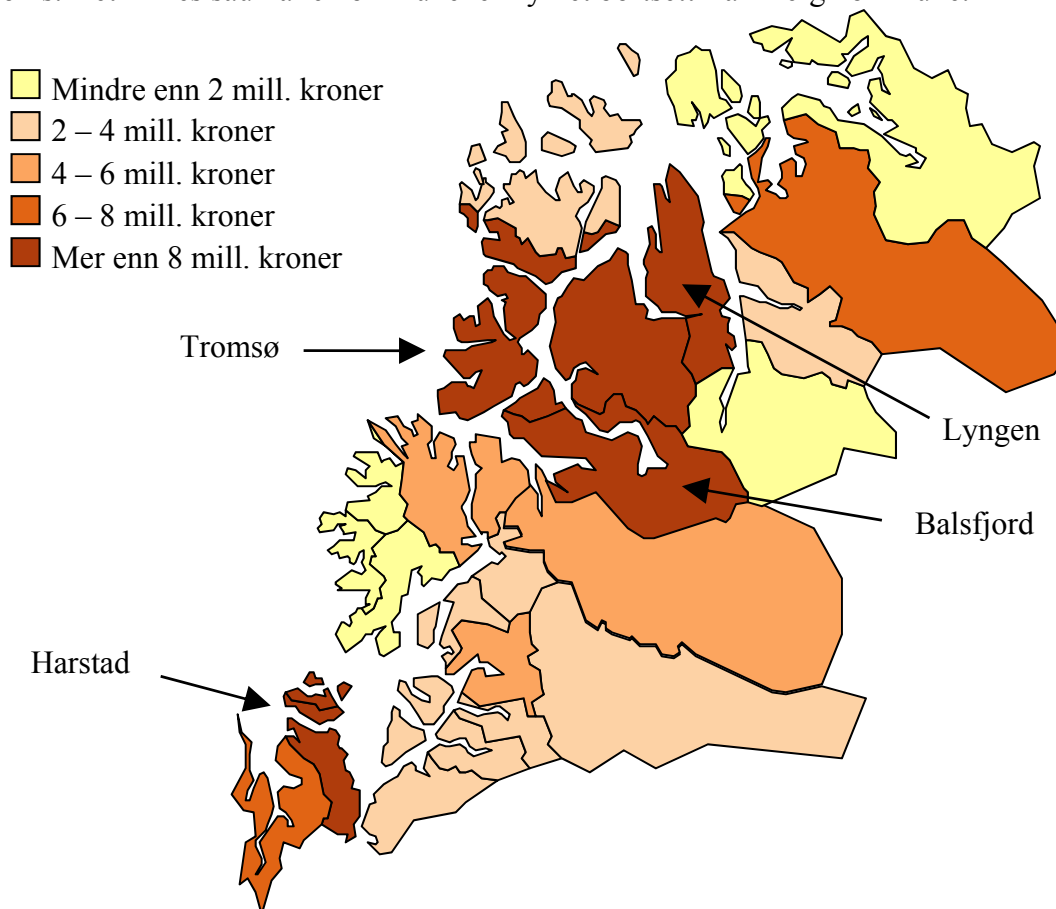 Mindre enn 2 mill. kroner
2 – 4 mill. kroner
4 – 6 mill. kroner
6 – 8 mill. kroner
Mer enn 8 mill. kroner
Tromsø
Lyngen
Balsfjord
Harstad